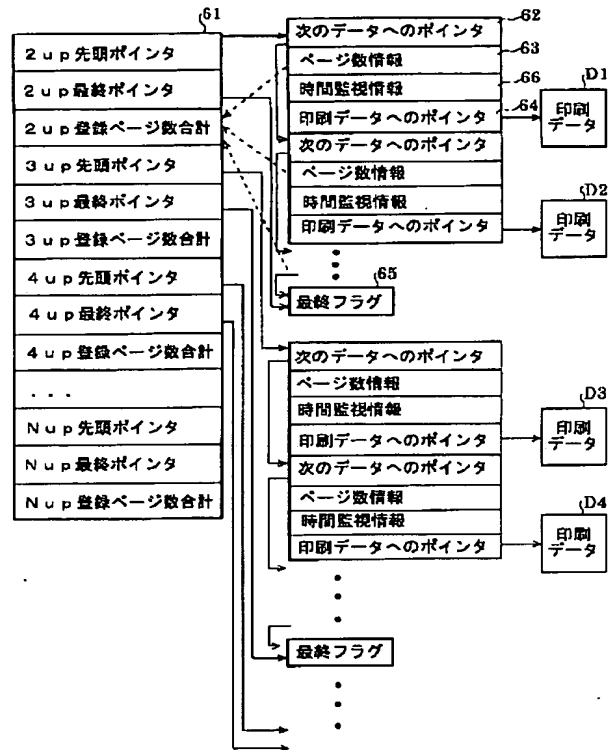 61
2up先頭ポインタ
2up最終ポインタ
2up登録ページ数合計
3up先頭ポインタ
3up最終ポインタ
3up登録ページ数合計
4up先頭ポインタ
4up最終ポインタ
4up登録ページ数合計
・・・
Nup先頭ポインタ
Nup最終ポインタ
Nup登録ページ数合計
62
次のデータへのポインタ
63
ページ数情報
66
時間監視情報
64
印刷データへのポインタ
次のデータへのポインタ
ページ数情報
時間監視情報
印刷データへのポインタ
65
最終フラグ
次のデータへのポインタ
ページ数情報
時間監視情報
印刷データへのポインタ
次のデータへのポインタ
ページ数情報
時間監視情報
印刷データへのポインタ
最終フラグ
D1
印刷
データ
D2
印刷
データ
D3
印刷
データ
D4
印刷
データ